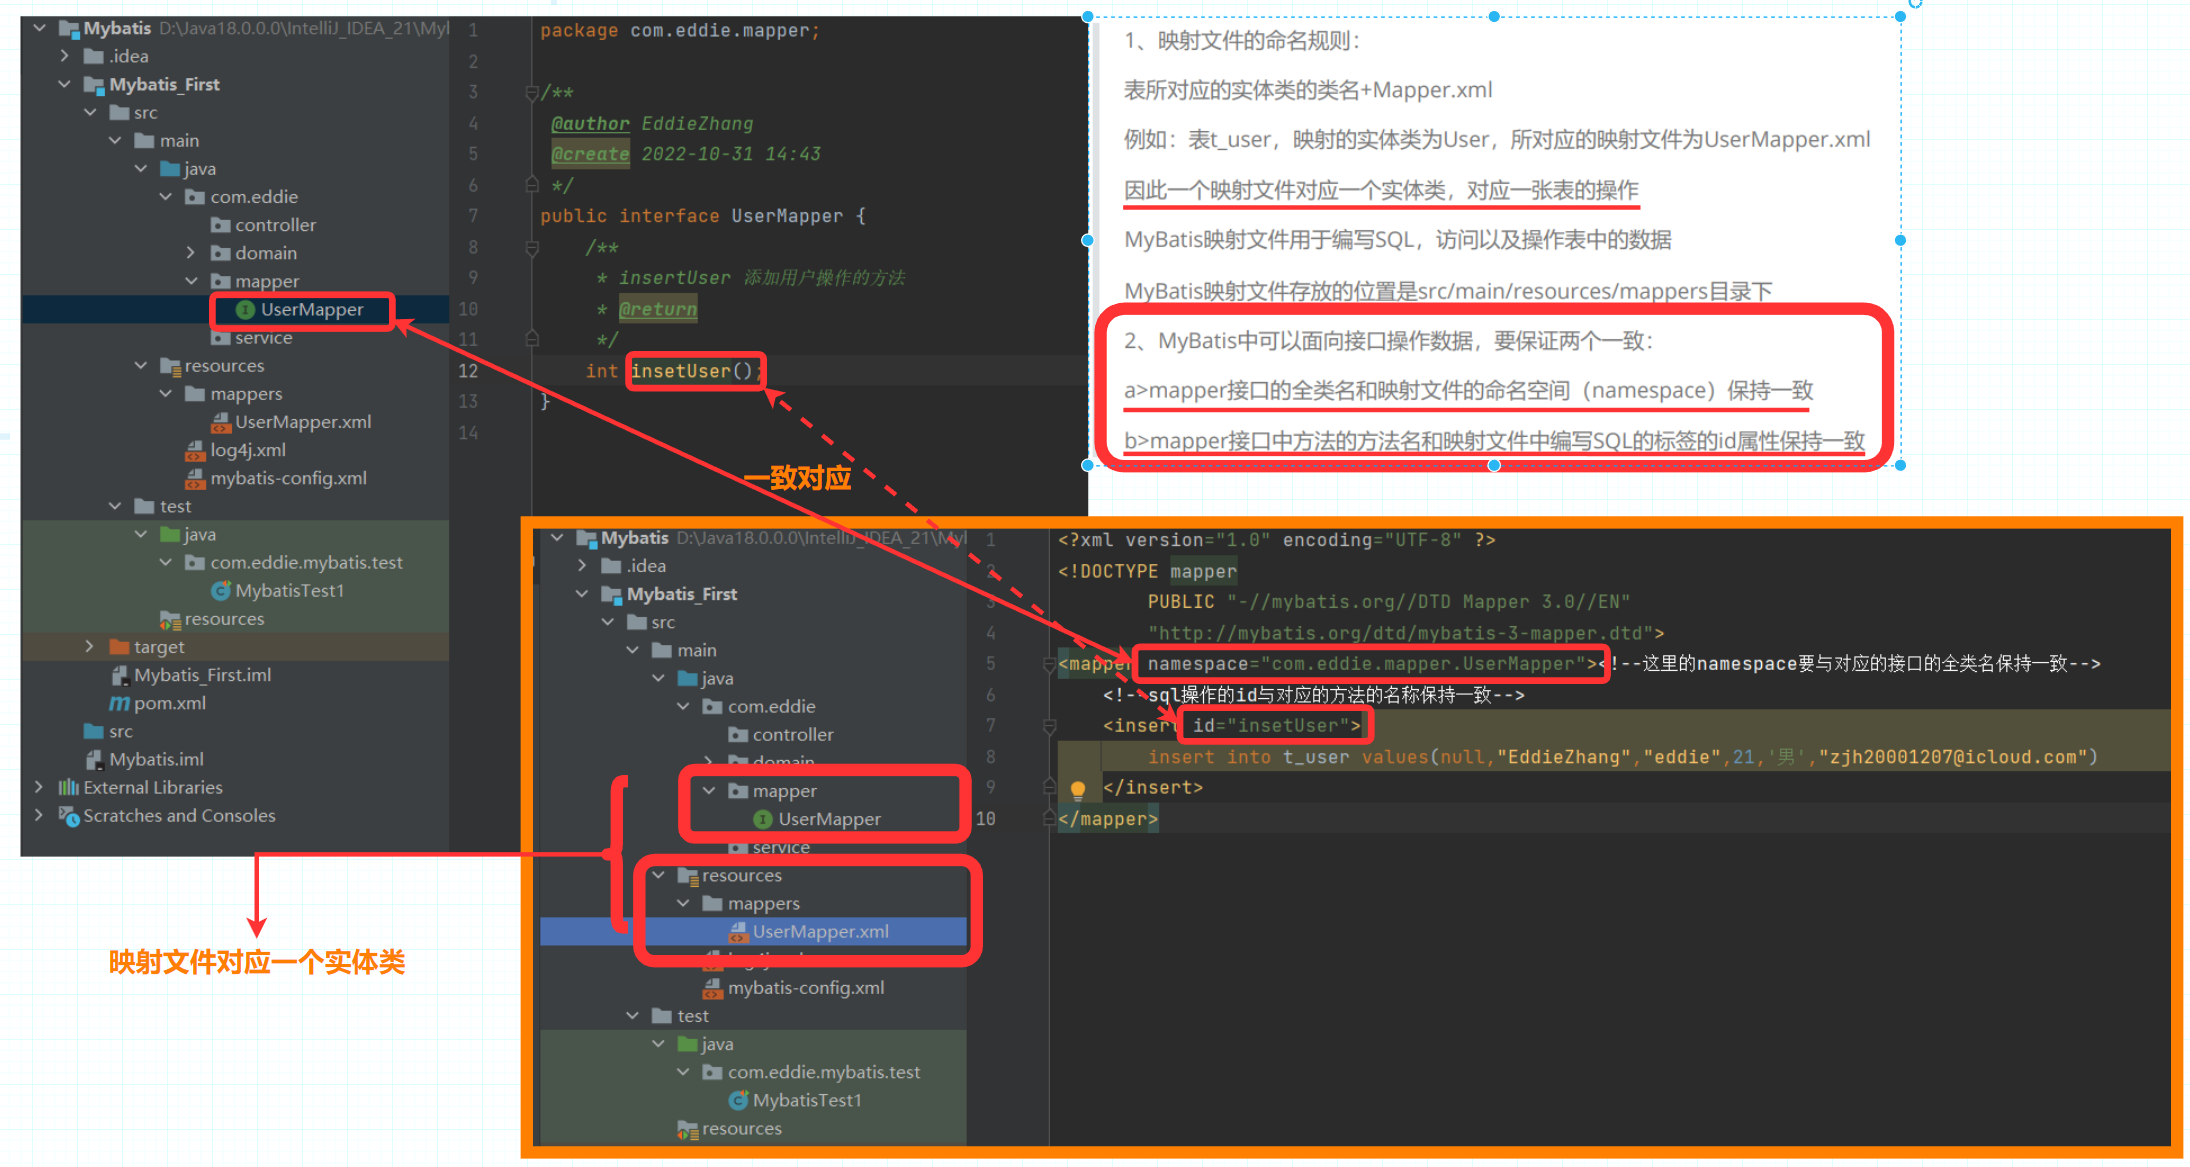 Mybatis D:\Java18.0.0.0\IntelliJ_IDEA_21\Myl
.idea
Mybatis_First
src
main
java
com.eddie
controller
domain
mapper
UserMapper
service
resources
mappers
UserMapper.xml
log4j.xml
mybatis-config.xml
test
java
com.eddie.mybatis.test
MybatisTest1
resources
target
Mybatis_First.iml
pom.xml
src
Mybatis.iml
External Libraries
Scratches and Consoles
1 package com.eddie.mapper;
2
3 /**
4 @author EddieZhang
5 @create 2022-10-31 14:43
6 */
7 public interface UserMapper {
8 /**
9 * insertUser 添加用户操作的方法
10 * @return
11 */
12 int insetUser();
13 }
14
1、映射文件的命名规则：
表所对应的实体类的类名+Mapper.xml
例如：表t_user，映射的实体类为User，所对应的映射文件为UserMapper.xml
因此一个映射文件对应一个实体类，对应一张表的操作
MyBatis映射文件用于编写SQL，访问以及操作表中的数据
MyBatis映射文件存放的位置是src/main/resources/mappers目录下
2、MyBatis中可以面向接口操作数据，要保证两个一致：
a>mapper接口的全类名和映射文件的命名空间（namespace）保持一致
b>mapper接口中方法的方法名和映射文件中编写SQL的标签的id属性保持一致
一致对应
Mybatis D:\Java18.0.0.0\IntelliJ_IDEA_21\Myl
.idea
Mybatis_First
src
main
java
com.eddie
controller
domain
mapper
UserMapper
service
resources
mappers
UserMapper.xml
mybatis-config.xml
test
java
com.eddie.mybatis.test
MybatisTest1
resources
1 <?xml version="1.0" encoding="UTF-8" ?>
2 <!DOCTYPE mapper
3 PUBLIC "-//mybatis.org//DTD Mapper 3.0//EN"
4 "http://mybatis.org/dtd/mybatis-3-mapper.dtd">
5 <mapper namespace="com.eddie.mapper.UserMapper"><!--这里的namespace要与对应的接口的全类名保持一致-->
6 <!--sql操作的id与对应的方法的名称保持一致-->
7 <insert id="insetUser">
8 insert into t_user values(null,"EddieZhang","eddie",21,'男',"zjh20001207@icloud.com")
9 </insert>
10 </mapper>
映射文件对应一个实体类